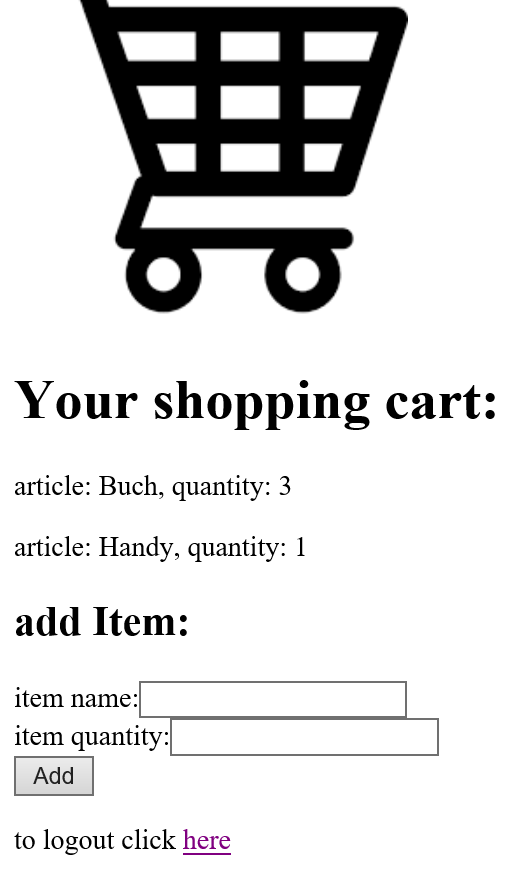 Your shopping cart:
article: Buch, quantity: 3
article: Handy, quantity: 1
add Item:
item name:
item quantity:
Add
to logout click here